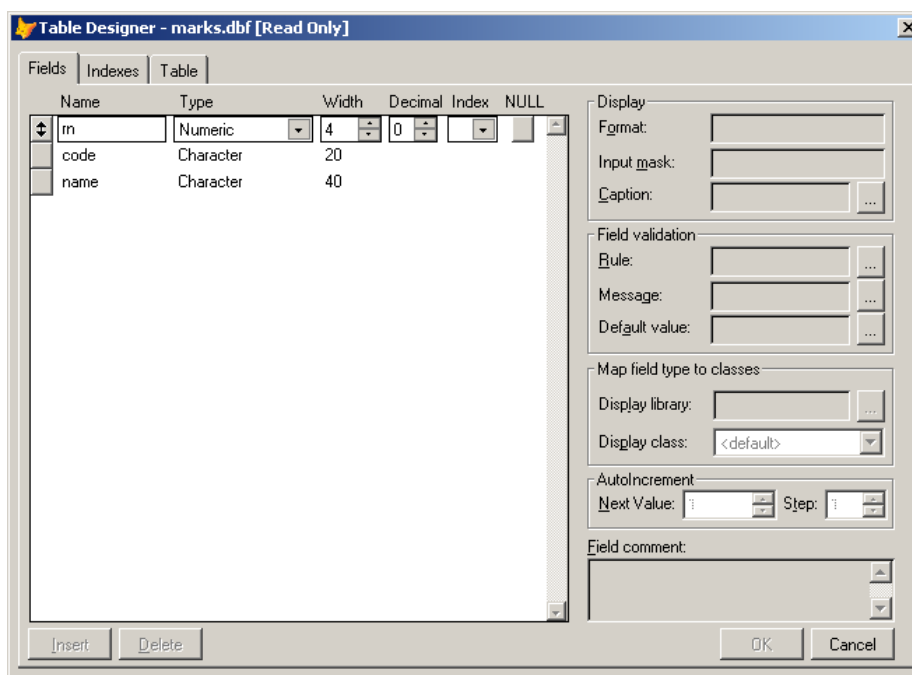 Table Designer - marks.dbf [Read Only]
Fields Indexes Table
Name Type Width Decimal Index NULL
rn Numeric 4 0
code Character 20
name Character 40
Display
Format:
Input mask:
Caption: ...
Field validation
Rule: ...
Message: ...
Default value: ...
Map field type to classes
Display library: ...
Display class: <default>
AutoIncrement
Next Value: 1 Step: 1
Field comment:
Insert Delete OK Cancel